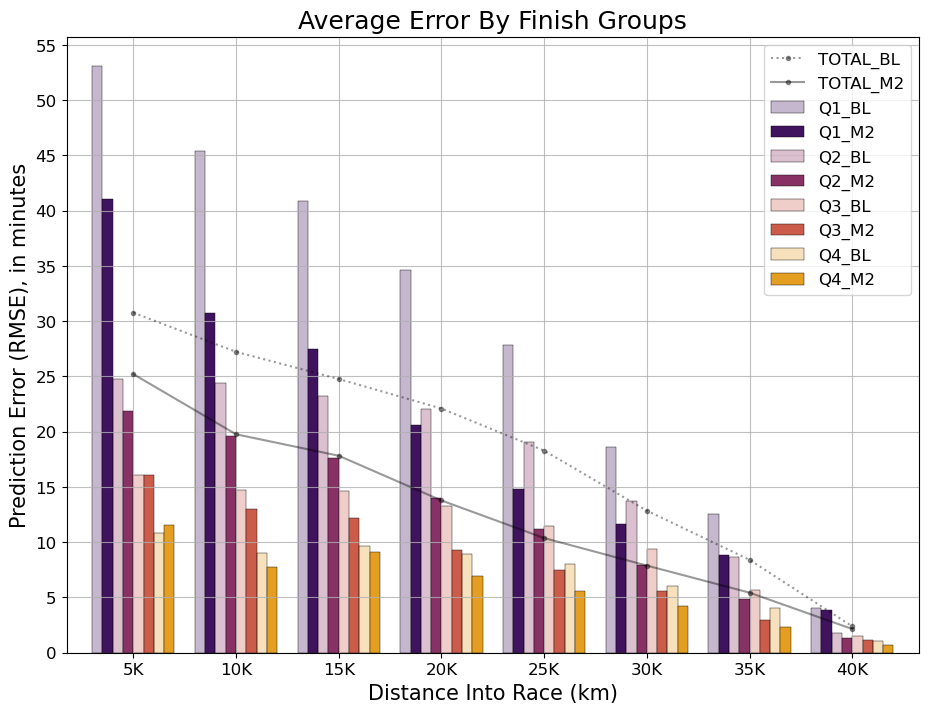 Average Error By Finish Groups
Prediction Error (RMSE), in minutes
55
50
45
40
35
30
25
20
15
10
5
0
TOTAL_BL
TOTAL_M2
Q1_BL
Q1_M2
Q2_BL
Q2_M2
Q3_BL
Q3_M2
Q4_BL
Q4_M2
5K 10K 15K 20K 25K 30K 35K 40K
Distance Into Race (km)